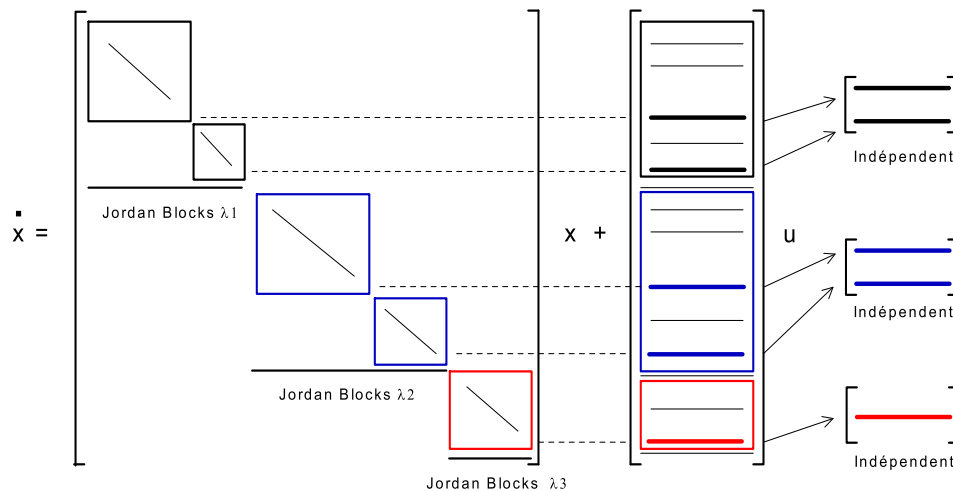 Indépendent
Jordan Blocks λ1
ẋ =
x +
u
Indépendent
Jordan Blocks λ2
Indépendent
Jordan Blocks λ3